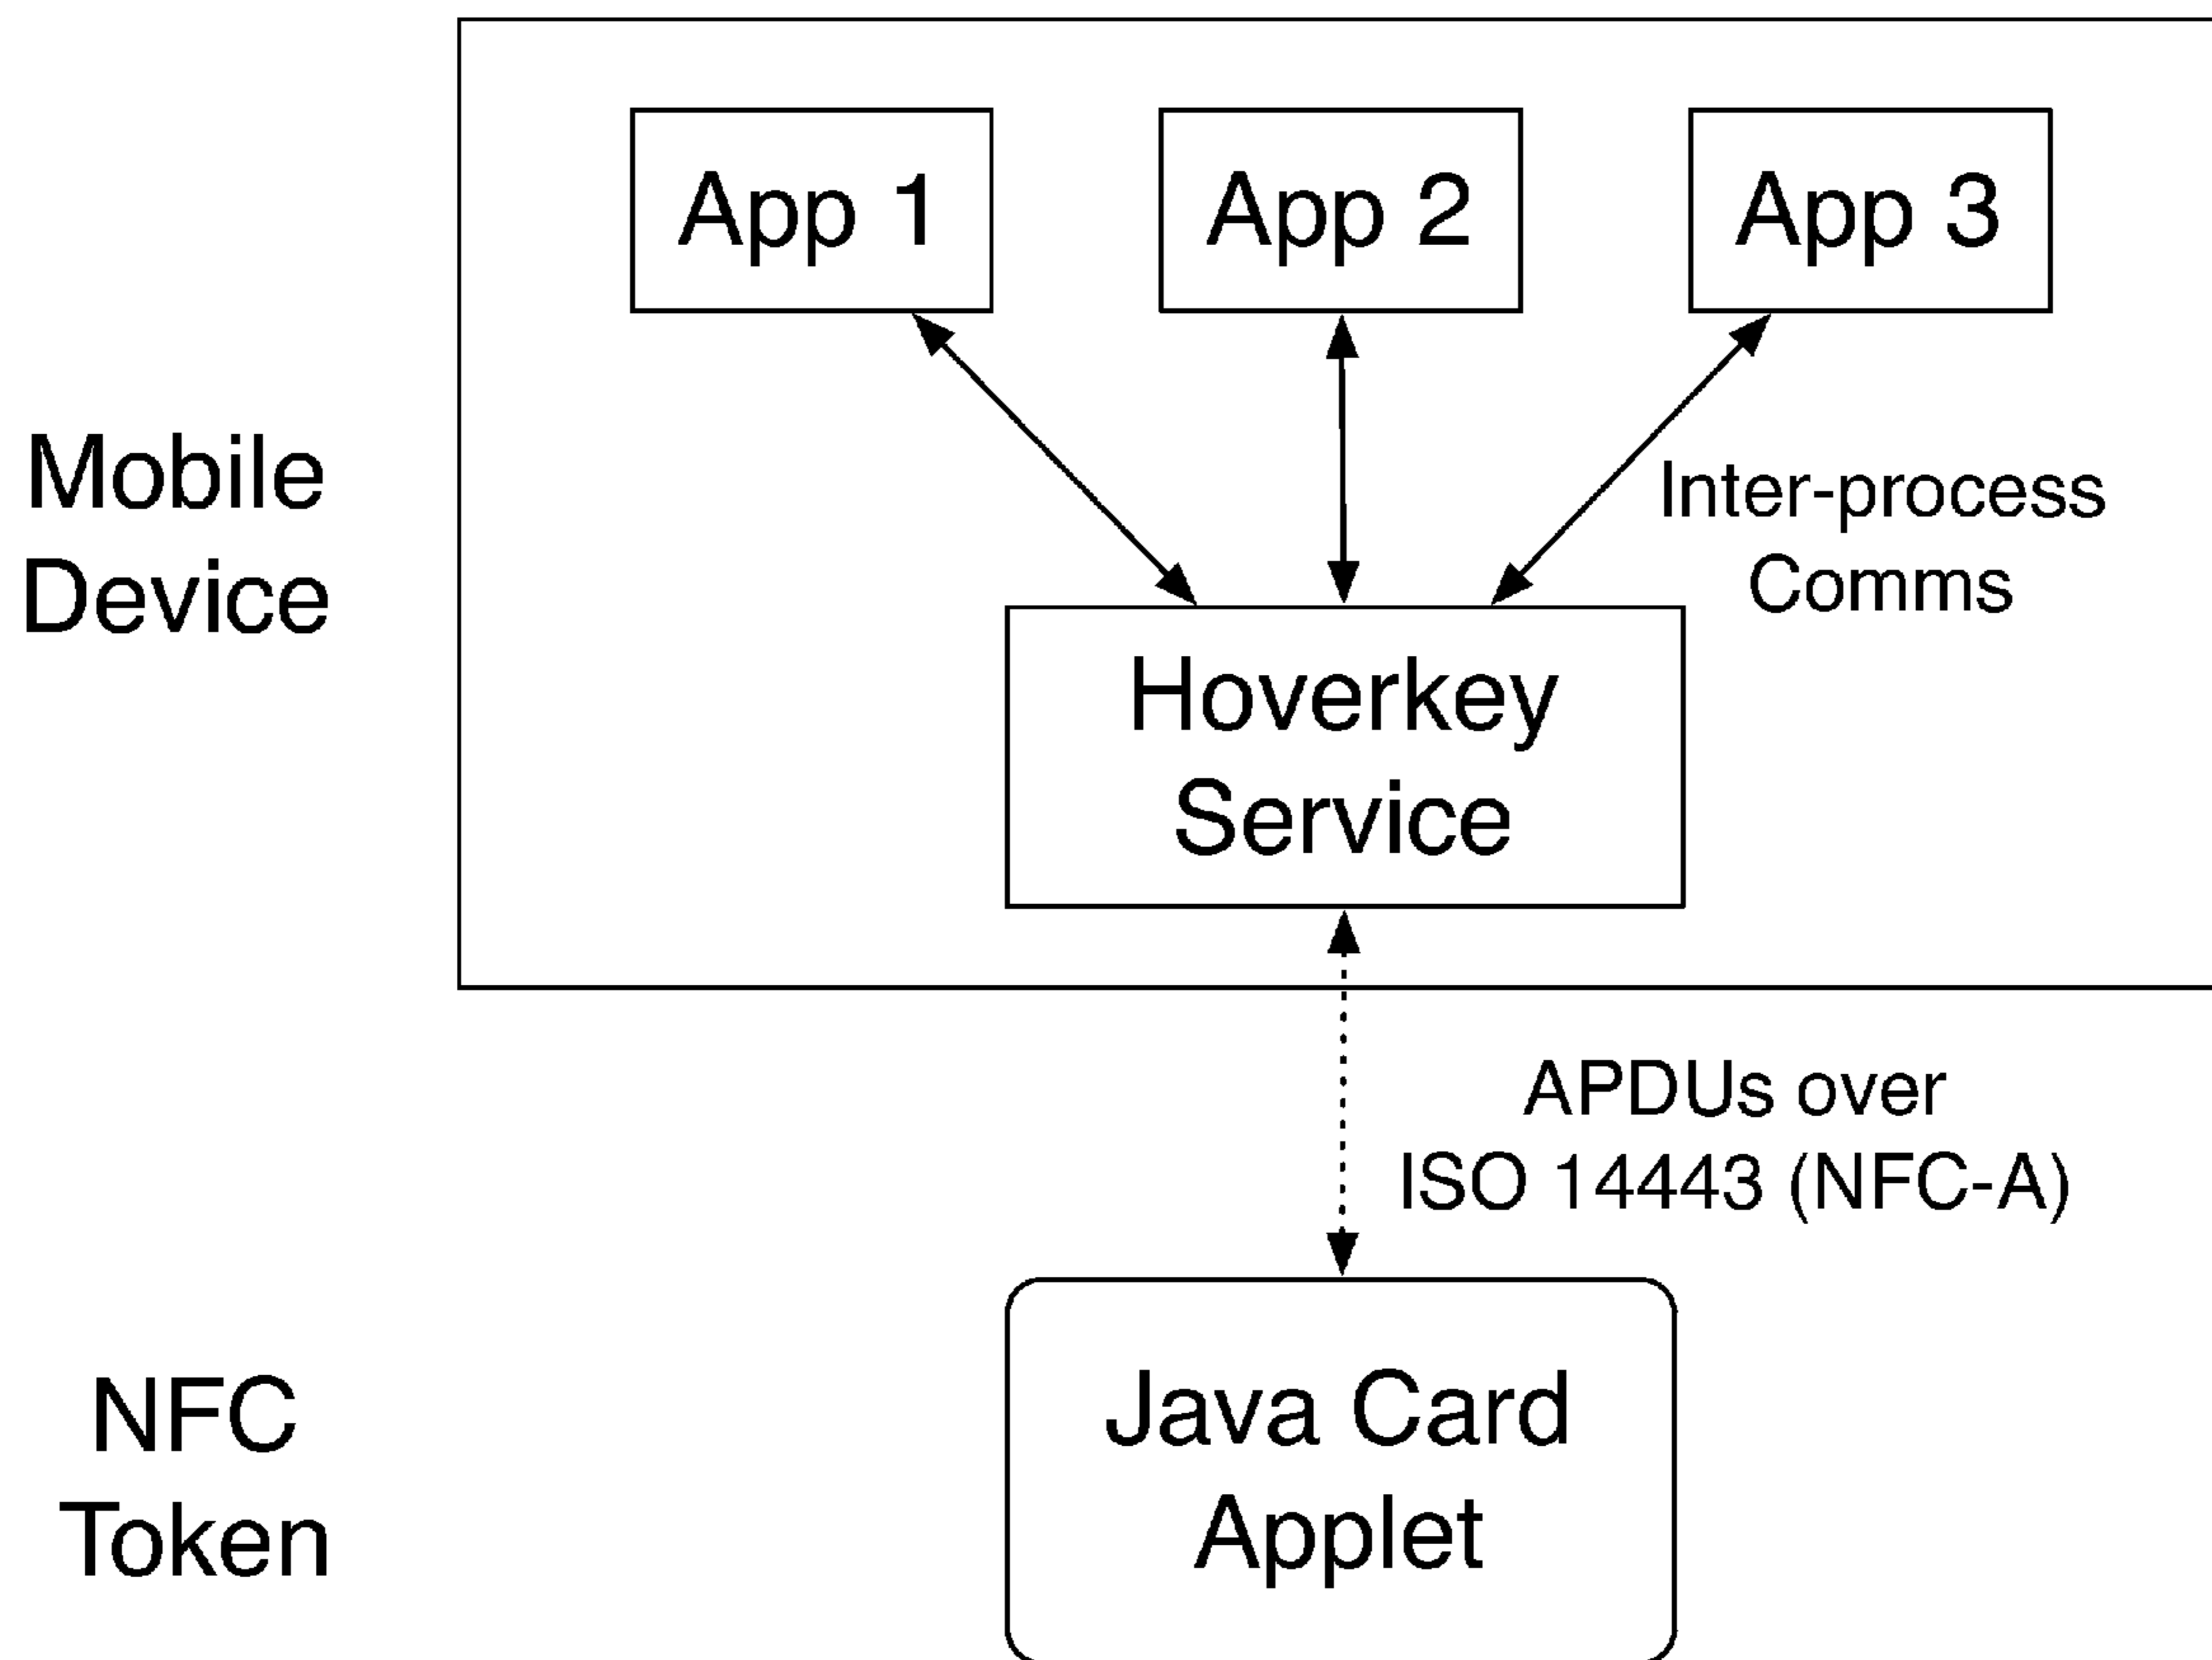 App 1
App 2
App 3
Mobile
Device
Inter-process
Comms
Hoverkey
Service
APDUs over
ISO 14443 (NFC-A)
NFC
Token
Java Card
Applet